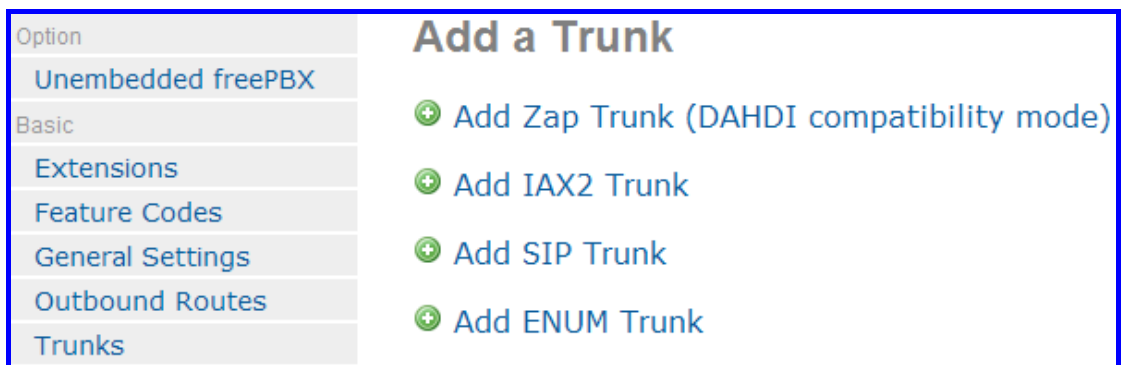 Option
Unembedded freePBX
Basic
Extensions
Feature Codes
General Settings
Outbound Routes
Trunks
Add a Trunk
Add Zap Trunk (DAHDI compatibility mode)
Add IAX2 Trunk
Add SIP Trunk
Add ENUM Trunk